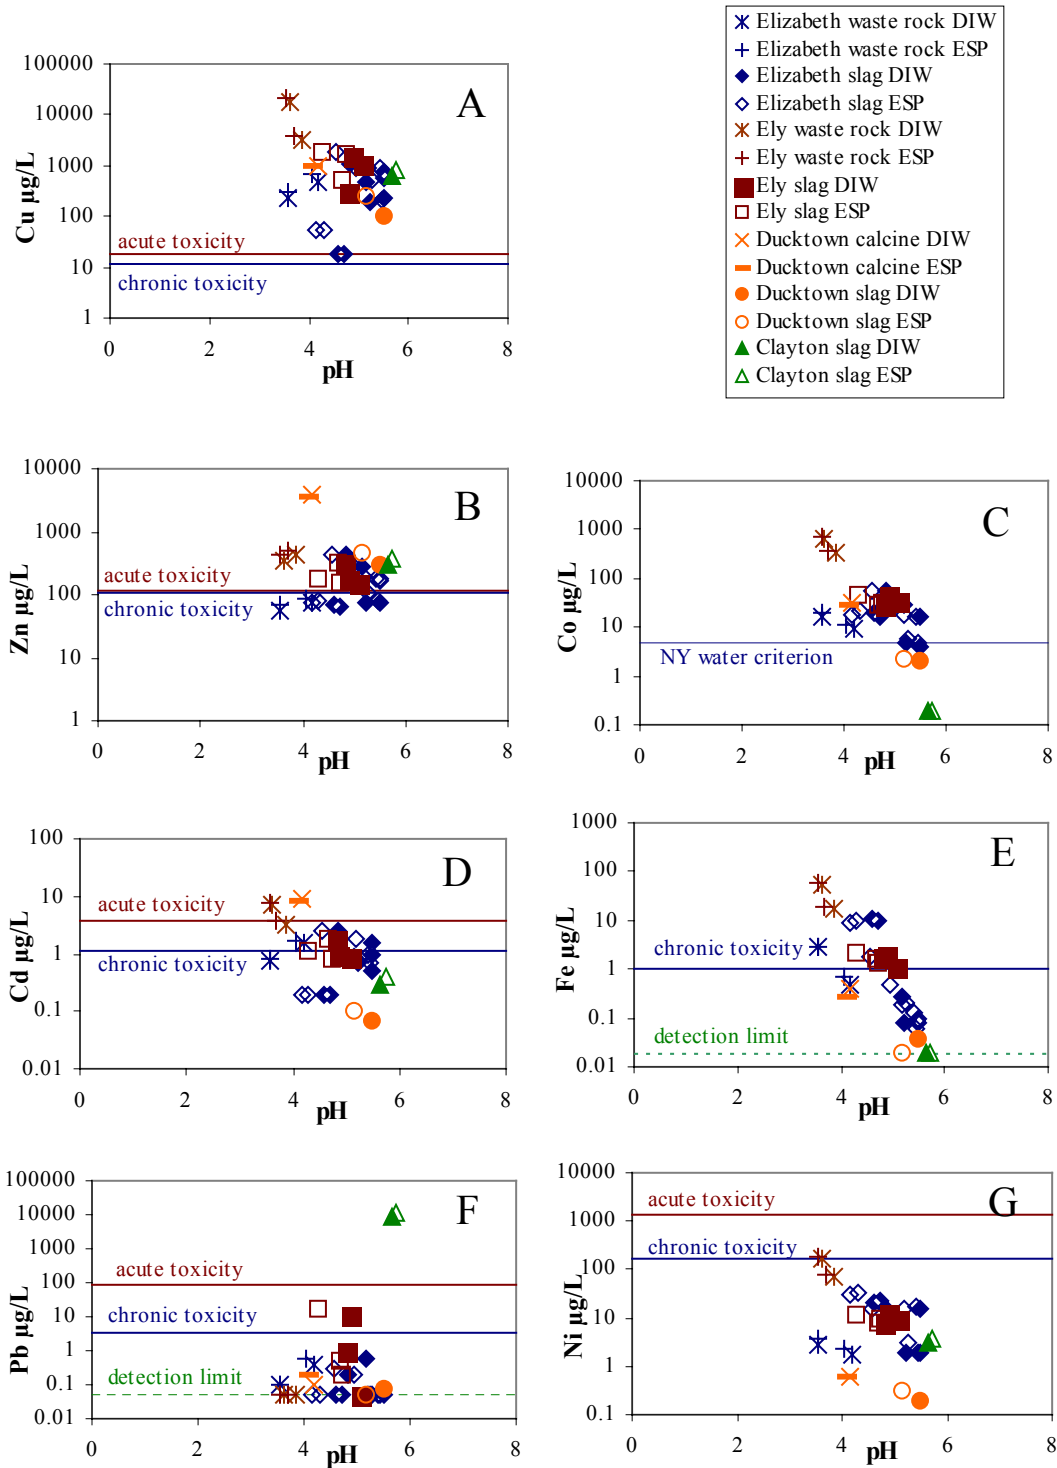 Elizabeth waste rock DIW
Elizabeth waste rock ESP
Elizabeth slag DIW
Elizabeth slag ESP
Ely waste rock DIW
Ely waste rock ESP
Ely slag DIW
Ely slag ESP
Ducktown calcine DIW
Ducktown calcine ESP
Ducktown slag DIW
Ducktown slag ESP
Clayton slag DIW
Clayton slag ESP
A
Cu µg/L
100000
10000
1000
100
10
1
acute toxicity
chronic toxicity
0 2 4 6 8
pH
B
Zn µg/L
10000
1000
100
10
1
acute toxicity
chronic toxicity
0 2 4 6 8
pH
C
Co µg/L
10000
1000
100
10
1
0.1
NY water criterion
0 2 4 6 8
pH
D
Cd µg/L
100
10
1
0.1
0.01
acute toxicity
chronic toxicity
0 2 4 6 8
pH
E
Fe µg/L
1000
100
10
1
0.1
0.01
chronic toxicity
detection limit
0 2 4 6 8
pH
F
Pb µg/L
100000
10000
1000
100
10
1
0.1
0.01
acute toxicity
chronic toxicity
detection limit
0 2 4 6 8
pH
G
Ni µg/L
10000
1000
100
10
1
0.1
acute toxicity
chronic toxicity
0 2 4 6 8
pH